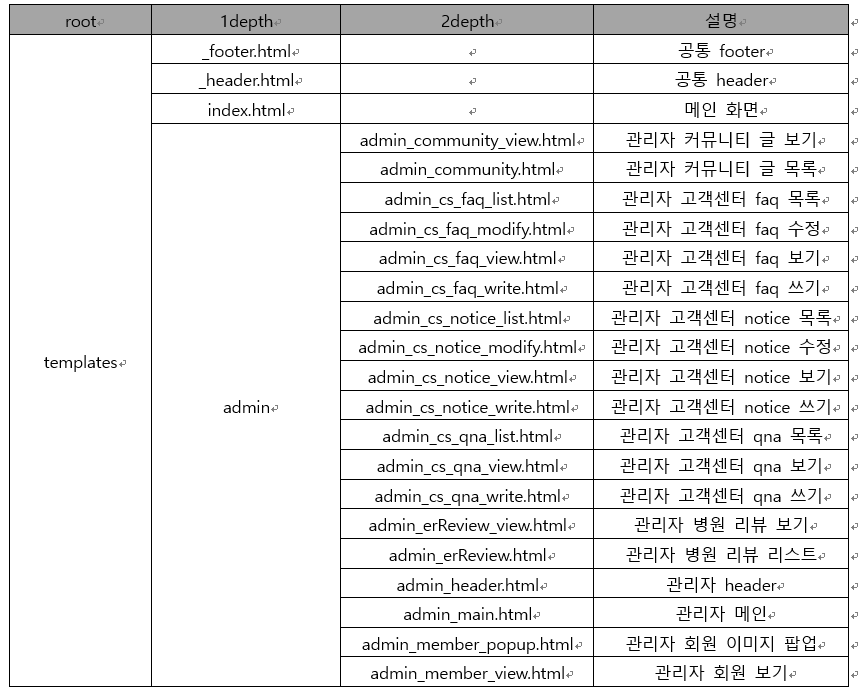 root 1depth 2depth 설명
_footer.html 공통 footer
_header.html 공통 header
index.html 메인 화면
admin_community_view.html 관리자 커뮤니티 글 보기
admin_community.html 관리자 커뮤니티 글 목록
admin_cs_faq_list.html 관리자 고객센터 faq 목록
admin_cs_faq_modify.html 관리자 고객센터 faq 수정
admin_cs_faq_view.html 관리자 고객센터 faq 보기
admin_cs_faq_write.html 관리자 고객센터 faq 쓰기
admin_cs_notice_list.html 관리자 고객센터 notice 목록
admin_cs_notice_modify.html 관리자 고객센터 notice 수정
templates
admin_cs_notice_view.html 관리자 고객센터 notice 보기
admin admin_cs_notice_write.html 관리자 고객센터 notice 쓰기
admin_cs_qna_list.html 관리자 고객센터 qna 목록
admin_cs_qna_view.html 관리자 고객센터 qna 보기
admin_cs_qna_write.html 관리자 고객센터 qna 쓰기
admin_erReview_view.html 관리자 병원 리뷰 보기
admin_erReview.html 관리자 병원 리뷰 리스트
admin_header.html 관리자 header
admin_main.html 관리자 메인
admin_member_popup.html 관리자 회원 이미지 팝업
admin_member_view.html 관리자 회원 보기